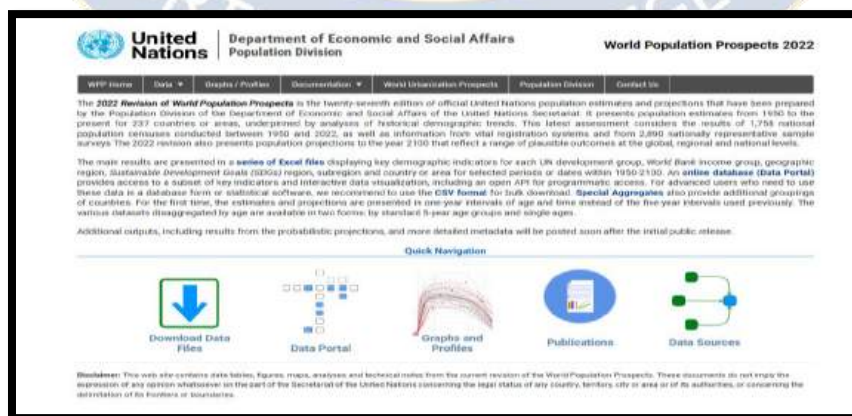 United Nations
Department of Economic and Social Affairs
Population Division
World Population Prospects 2022
WPP Home Data Graphs / Profiles Documentation World Urbanization Prospects Population Division Contact Us
The 2022 Revision of World Population Prospects is the twenty-seventh edition of official United Nations population estimates and projections that have been prepared
by the Population Division of the Department of Economic and Social Affairs of the United Nations Secretariat. It presents population estimates from 1950 to the
present for 237 countries or areas, underpinned by analyses of historical demographic trends. This latest assessment considers the results of 1,758 national
population censuses conducted between 1950 and 2022, as well as information from vital registration systems and from 2,890 nationally representative sample
surveys The 2022 revision also presents population projections to the year 2100 that reflect a range of plausible outcomes at the global, regional and national levels.
The main results are presented in a series of Excel files displaying key demographic indicators for each UN development group, World Bank income group, geographic
region, Sustainable Development Goals (SDGs) region, subregion and country or area for selected periods or dates within 1950-2100. An online database (Data Portal)
provides access to a subset of key indicators and interactive data visualization, including an open API for programmatic access. For advanced users who need to use
these data in a database form or statistical software, we recommend to use the CSV format for bulk download. Special Aggregates also provide additional groupings
of countries. For the first time, the estimates and projections are presented in one-year intervals of age and time instead of the five-year intervals used previously. The
various datasets disaggregated by age are available in two forms: by standard 5-year age groups and single ages.
Additional outputs, including results from the probabilistic projections, and more detailed metadata will be posted soon after the initial public release.
Quick Navigation
Download Data Files
Data Portal
Graphs and Profiles
Publications
Data Sources
Disclaimer: This web site contains data tables, figures, maps, analyses and technical notes from the current revision of the World Population Prospects. These documents do not imply the
expression of any opinion whatsoever on the part of the Secretariat of the United Nations concerning the legal status of any country, territory, city or area or of its authorities, or concerning the
delimitation of its frontiers or boundaries.